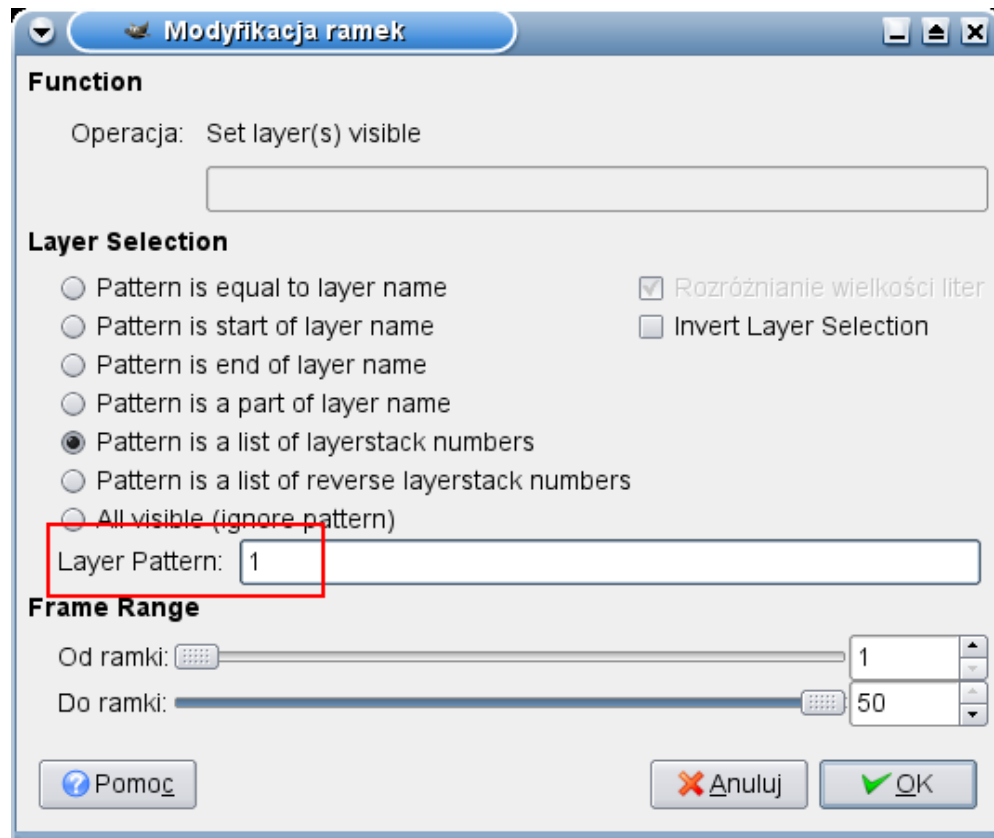 Modyfikacja ramek
Function
Operacja: Set layer(s) visible
Layer Selection
Pattern is equal to layer name
Rozróżnianie wielkości liter
Pattern is start of layer name
Invert Layer Selection
Pattern is end of layer name
Pattern is a part of layer name
Pattern is a list of layerstack numbers
Pattern is a list of reverse layerstack numbers
All visible (ignore pattern)
Layer Pattern: 1
Frame Range
Od ramki: 1
Do ramki: 50
Pomoc Anuluj OK